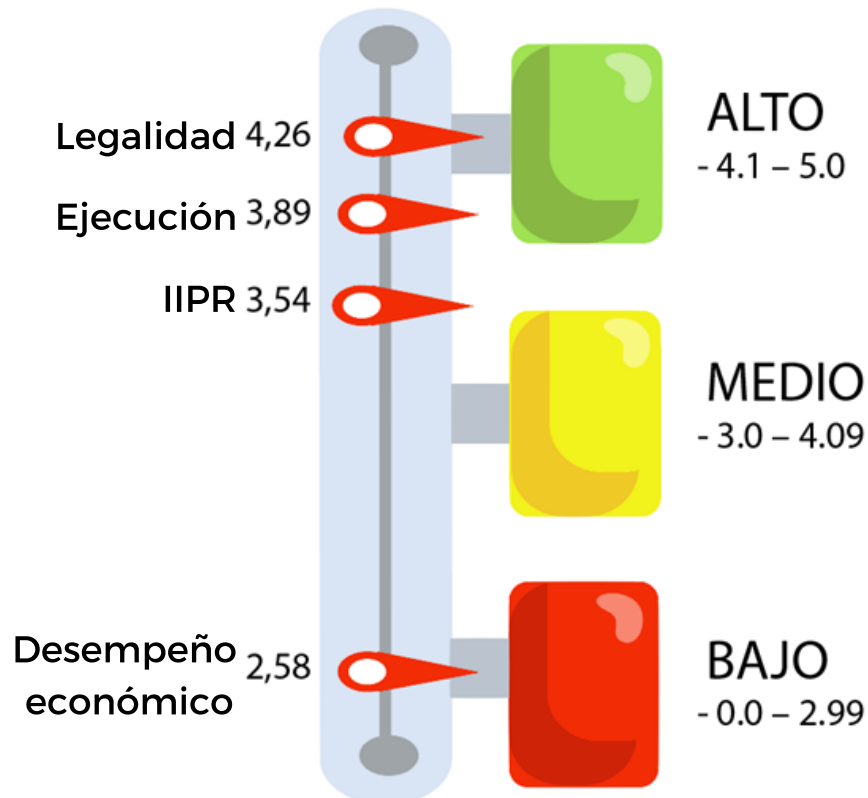 Legalidad 4,26
Ejecución 3,89
IIPR 3,54
Desempeño
económico 2,58
ALTO
- 4.1 – 5.0
MEDIO
- 3.0 – 4.09
BAJO
- 0.0 – 2.99